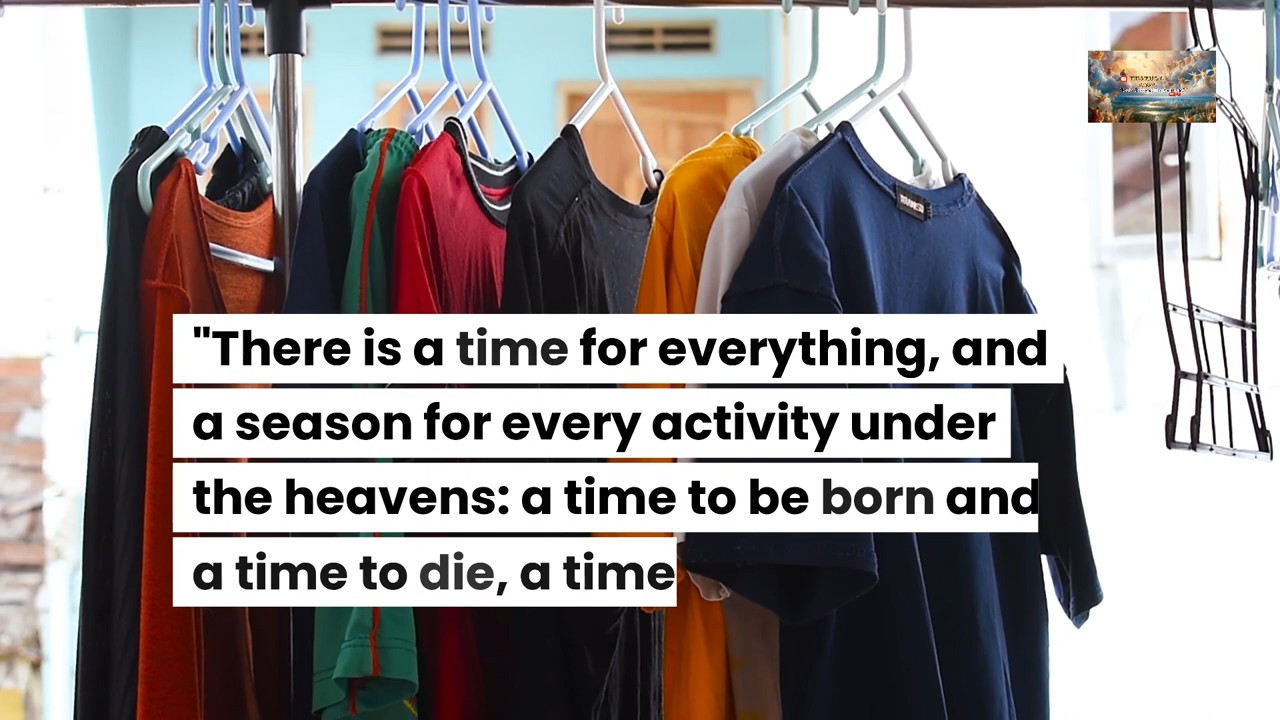 "There is a time for everything, and
a season for every activity under
the heavens: a time to be born and
a time to die, a time